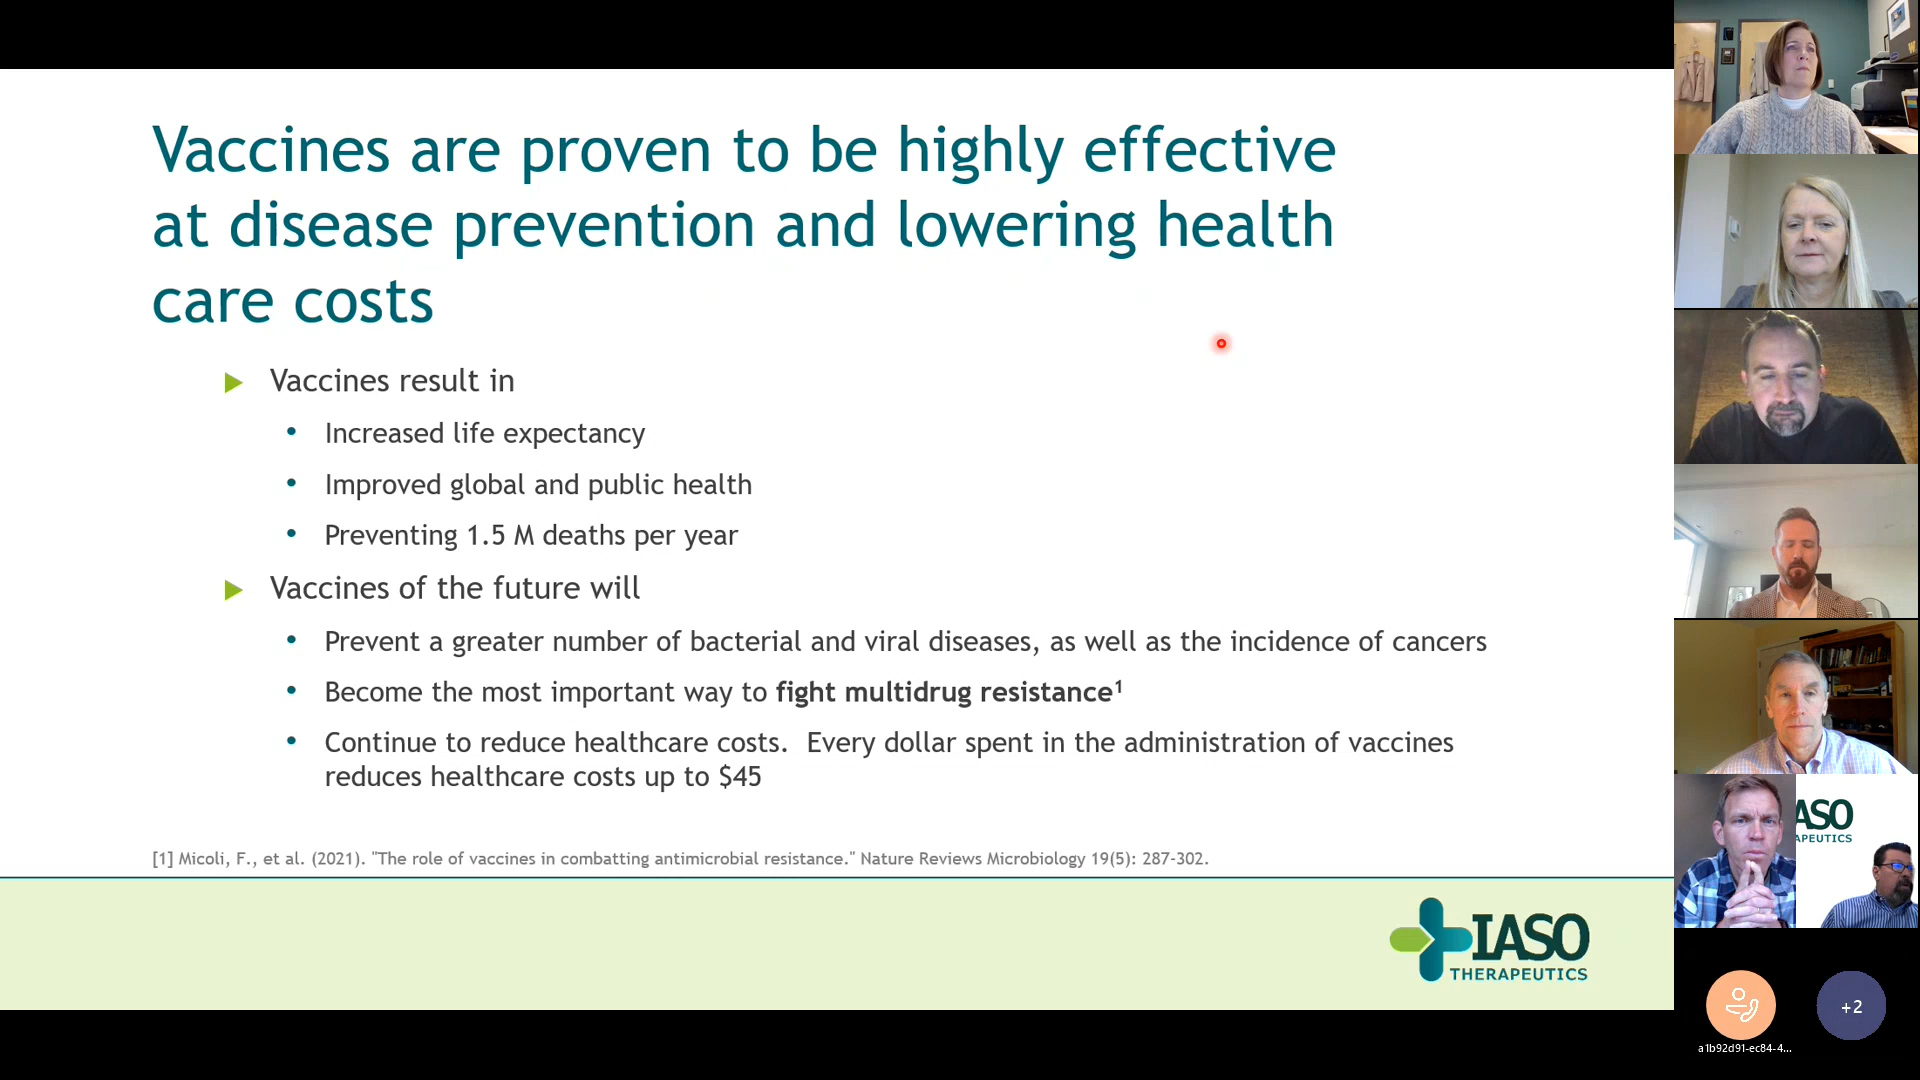 Vaccines are proven to be highly effective
at disease prevention and lowering health
care costs
Vaccines result in
Increased life expectancy
Improved global and public health
Preventing 1.5 M deaths per year
Vaccines of the future will
Prevent a greater number of bacterial and viral diseases, as well as the incidence of cancers
Become the most important way to fight multidrug resistance¹
Continue to reduce healthcare costs.  Every dollar spent in the administration of vaccines
reduces healthcare costs up to $45
[1] Micoli, F., et al. (2021). "The role of vaccines in combatting antimicrobial resistance." Nature Reviews Microbiology 19(5): 287-302.
IASO
THERAPEUTICS
W
ASO
APEUTICS
+2
a1b92d91-ec84-4...